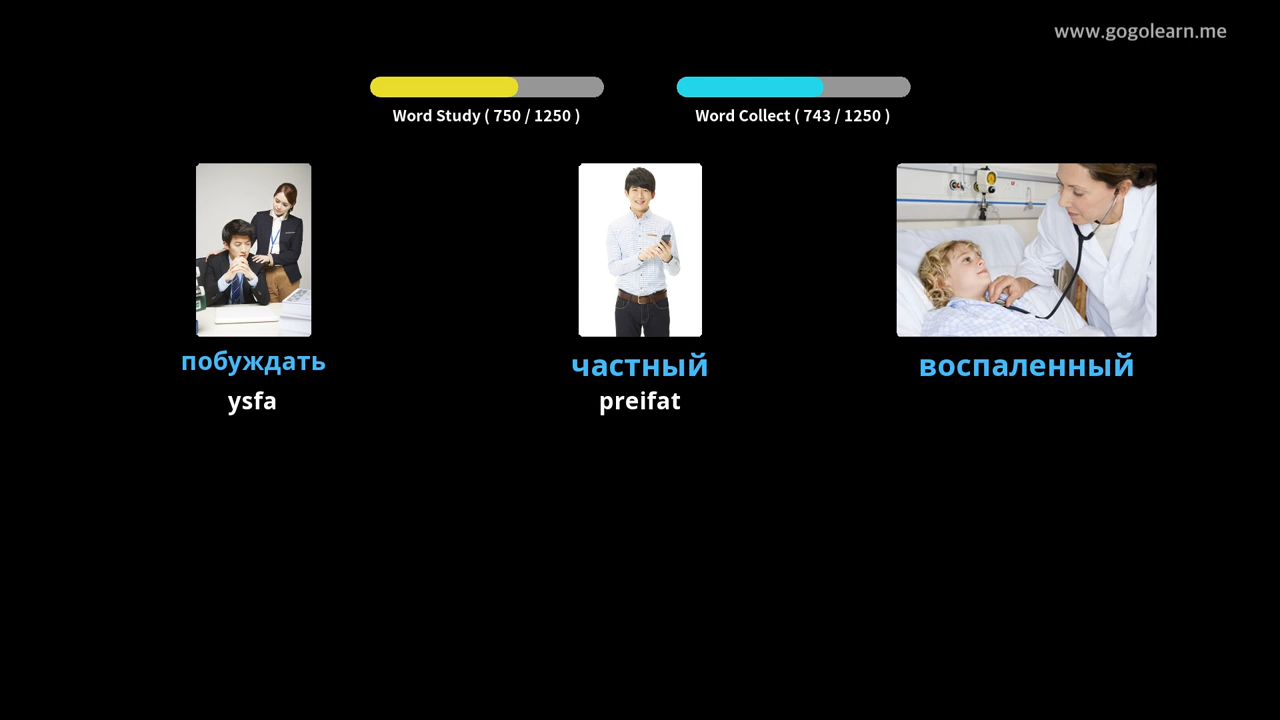 www.gogolearn.me
Word Study ( 750 / 1250 )
Word Collect ( 743 / 1250 )
побуждать
ysfa
частный
preifat
воспаленный